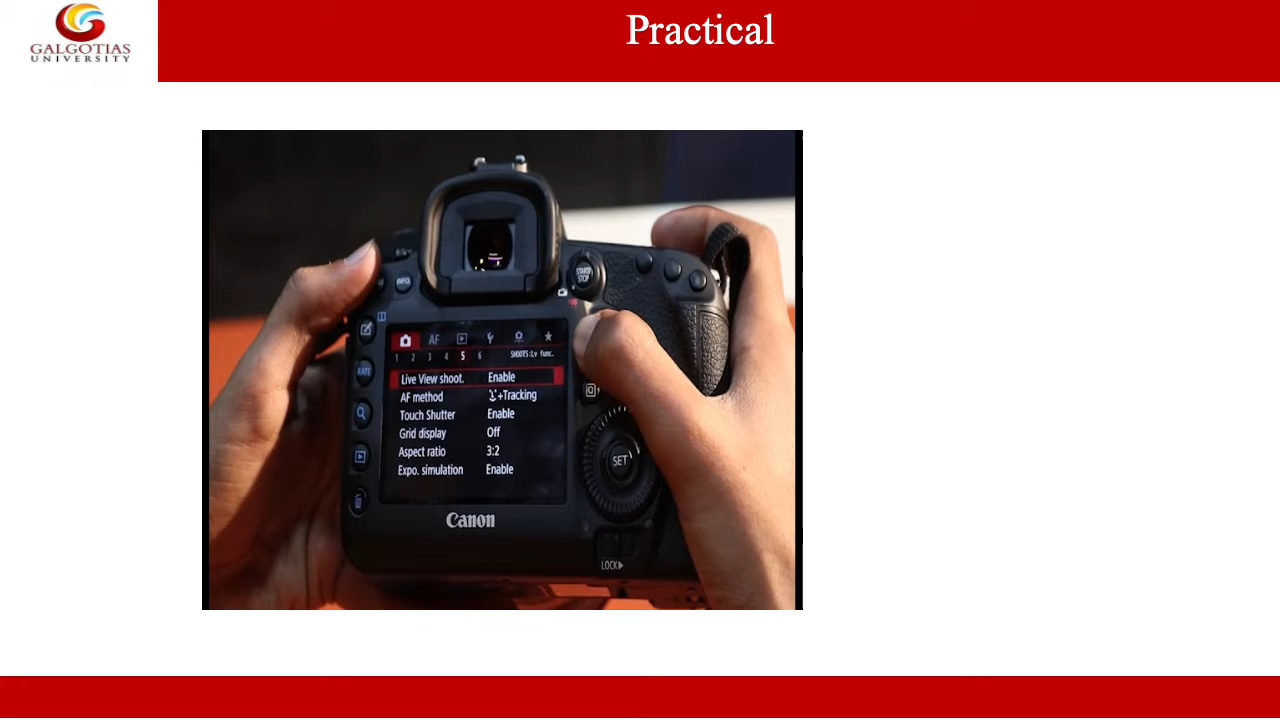 GALGOTIAS
UNIVERSITY
Practical
INFO.
START/
STOP
RATE
AF
1 2 3 4 5 6 SHOOT5:Lv func.
Live View shoot. Enable
AF method +Tracking
Touch Shutter Enable
Grid display Off
Aspect ratio 3:2
Expo. simulation Enable
Q
SET
Canon
LOCK